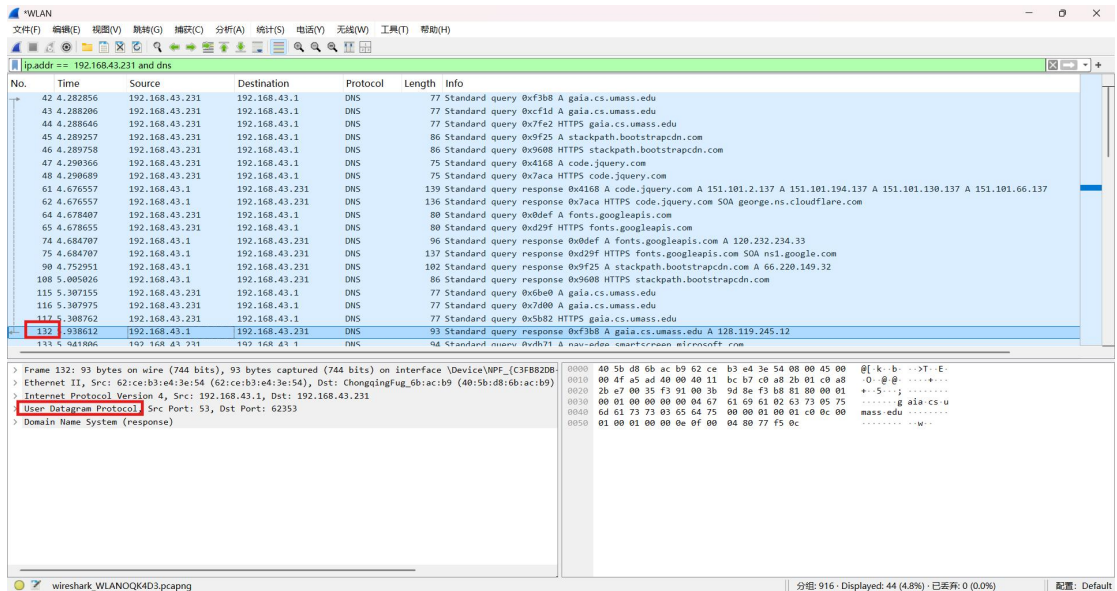 *WLAN
文件(F) 编辑(E) 视图(V) 跳转(G) 捕获(C) 分析(A) 统计(S) 电话(Y) 无线(W) 工具(T) 帮助(H)
ip.addr == 192.168.43.231 and dns
No. Time Source Destination Protocol Length Info
42 4.282856 192.168.43.231 192.168.43.1 DNS 77 Standard query 0xf3b8 A gaia.cs.umass.edu
43 4.288206 192.168.43.231 192.168.43.1 DNS 77 Standard query 0xcf1d A gaia.cs.umass.edu
44 4.288646 192.168.43.231 192.168.43.1 DNS 77 Standard query 0x7fe2 HTTPS gaia.cs.umass.edu
45 4.289257 192.168.43.231 192.168.43.1 DNS 86 Standard query 0x9f25 A stackpath.bootstrapcdn.com
46 4.289758 192.168.43.231 192.168.43.1 DNS 86 Standard query 0x9608 HTTPS stackpath.bootstrapcdn.com
47 4.290366 192.168.43.231 192.168.43.1 DNS 75 Standard query 0x4168 A code.jquery.com
48 4.290689 192.168.43.231 192.168.43.1 DNS 75 Standard query 0x7aca HTTPS code.jquery.com
61 4.676557 192.168.43.1 192.168.43.231 DNS 139 Standard query response 0x4168 A code.jquery.com A 151.101.2.137 A 151.101.194.137 A 151.101.130.137 A 151.101.66.137
62 4.676557 192.168.43.1 192.168.43.231 DNS 136 Standard query response 0x7aca HTTPS code.jquery.com SOA george.ns.cloudflare.com
64 4.678407 192.168.43.231 192.168.43.1 DNS 80 Standard query 0x0def A fonts.googleapis.com
65 4.678655 192.168.43.231 192.168.43.1 DNS 80 Standard query 0xd29f HTTPS fonts.googleapis.com
74 4.684707 192.168.43.1 192.168.43.231 DNS 96 Standard query response 0x0def A fonts.googleapis.com A 120.232.234.33
75 4.684707 192.168.43.1 192.168.43.231 DNS 137 Standard query response 0xd29f HTTPS fonts.googleapis.com SOA ns1.google.com
90 4.752951 192.168.43.1 192.168.43.231 DNS 102 Standard query response 0x9f25 A stackpath.bootstrapcdn.com A 66.220.149.32
108 5.005026 192.168.43.1 192.168.43.231 DNS 86 Standard query response 0x9608 HTTPS stackpath.bootstrapcdn.com
115 5.307155 192.168.43.231 192.168.43.1 DNS 77 Standard query 0x6be0 A gaia.cs.umass.edu
116 5.307975 192.168.43.231 192.168.43.1 DNS 77 Standard query 0x7d00 A gaia.cs.umass.edu
117 5.308762 192.168.43.231 192.168.43.1 DNS 77 Standard query 0x5b82 HTTPS gaia.cs.umass.edu
132 .938612 192.168.43.1 192.168.43.231 DNS 93 Standard query response 0xf3b8 A gaia.cs.umass.edu A 128.119.245.12
133 5.941806 192.168.43.231 192.168.43.1 DNS 94 Standard query 0xdb71 A nav-edge.smartscreen.microsoft.com
> Frame 132: 93 bytes on wire (744 bits), 93 bytes captured (744 bits) on interface \Device\NPF_{C3FBB2DB-
> Ethernet II, Src: 62:ce:b3:e4:3e:54 (62:ce:b3:e4:3e:54), Dst: ChongqingFug_6b:ac:b9 (40:5b:d8:6b:ac:b9)
> Internet Protocol Version 4, Src: 192.168.43.1, Dst: 192.168.43.231
> User Datagram Protocol, Src Port: 53, Dst Port: 62353
> Domain Name System (response)
0000 40 5b d8 6b ac b9 62 ce b3 e4 3e 54 08 00 45 00 @[·k··b· ··>T··E·
0010 00 4f a5 ad 40 00 40 11 bc b7 c0 a8 2b 01 c0 a8 ·O··@·@· ····+···
0020 2b e7 00 35 f3 91 00 3b 9d 8e f3 b8 81 80 00 01 +··5···; ········
0030 00 01 00 00 00 00 04 67 61 69 61 02 63 73 05 75 ·······g aia·cs·u
0040 6d 61 73 73 03 65 64 75 00 00 01 00 01 c0 0c 00 mass·edu ········
0050 01 00 01 00 00 0e 0f 00 04 80 77 f5 0c ········ ··w··
wireshark_WLANOQK4D3.pcapng 分组: 916 · Displayed: 44 (4.8%) · 已丢弃: 0 (0.0%) 配置: Default